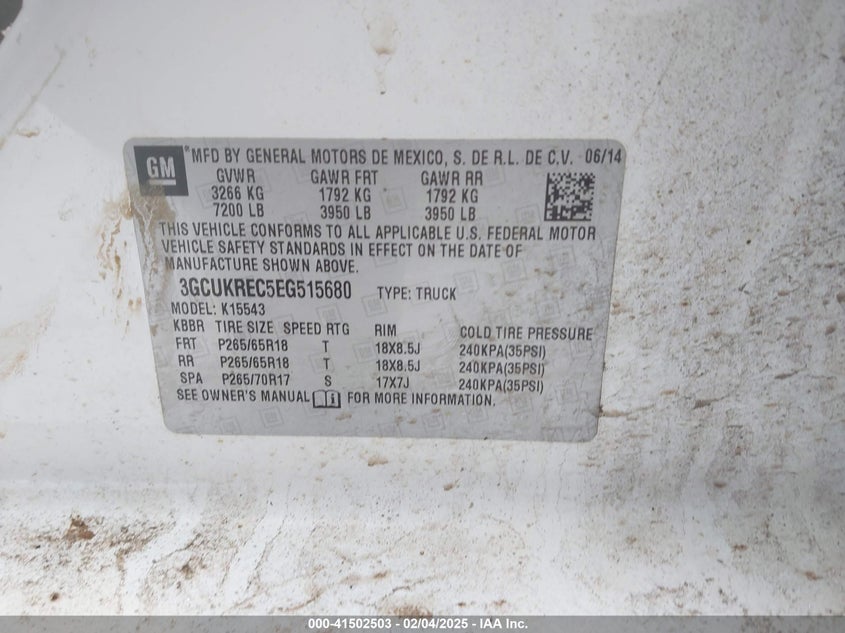 GM
*MFD BY GENERAL MOTORS DE MEXICO, S. DE R.L. DE C.V. 06/14
GVWR GAWR FRT GAWR RR
3266 KG 1792 KG 1792 KG
7200 LB 3950 LB 3950 LB
THIS VEHICLE CONFORMS TO ALL APPLICABLE U.S. FEDERAL MOTOR
VEHICLE SAFETY STANDARDS IN EFFECT ON THE DATE OF
MANUFACTURE SHOWN ABOVE.
3GCUKREC5EG515680 TYPE: TRUCK
MODEL: K15543
KBBR TIRE SIZE SPEED RTG RIM COLD TIRE PRESSURE
FRT P265/65R18 T 18X8.5J 240KPA(35PSI)
RR P265/65R18 T 18X8.5J 240KPA(35PSI)
SPA P265/70R17 S 17X7J 240KPA(35PSI)
SEE OWNER'S MANUAL i FOR MORE INFORMATION.
000-41502503 - 02/04/2025 - IAA Inc.